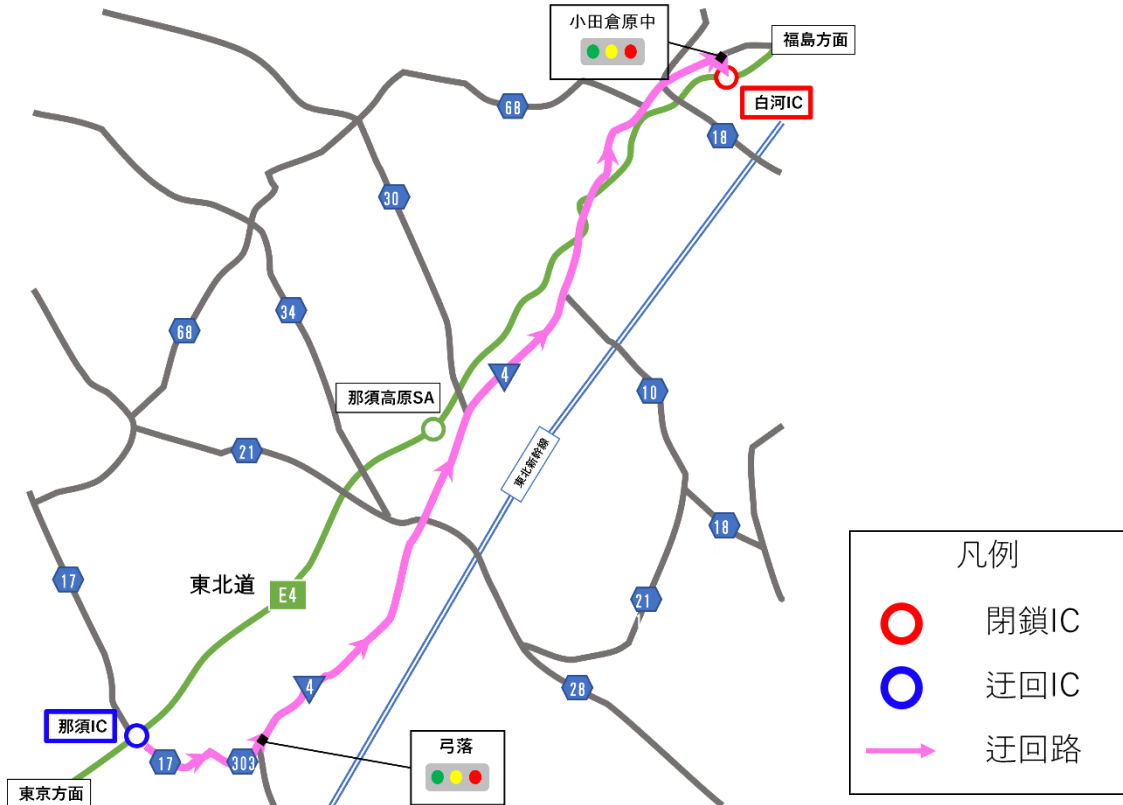 小田倉原中
福島方面
白河IC
68
18
30
34
68
4
那須高原SA
10
21
東北新幹線
18
凡例
17
東北道
E4
21
閉鎖IC
4
28
迂回IC
那須IC
17
303
弓落
迂回路
東京方面